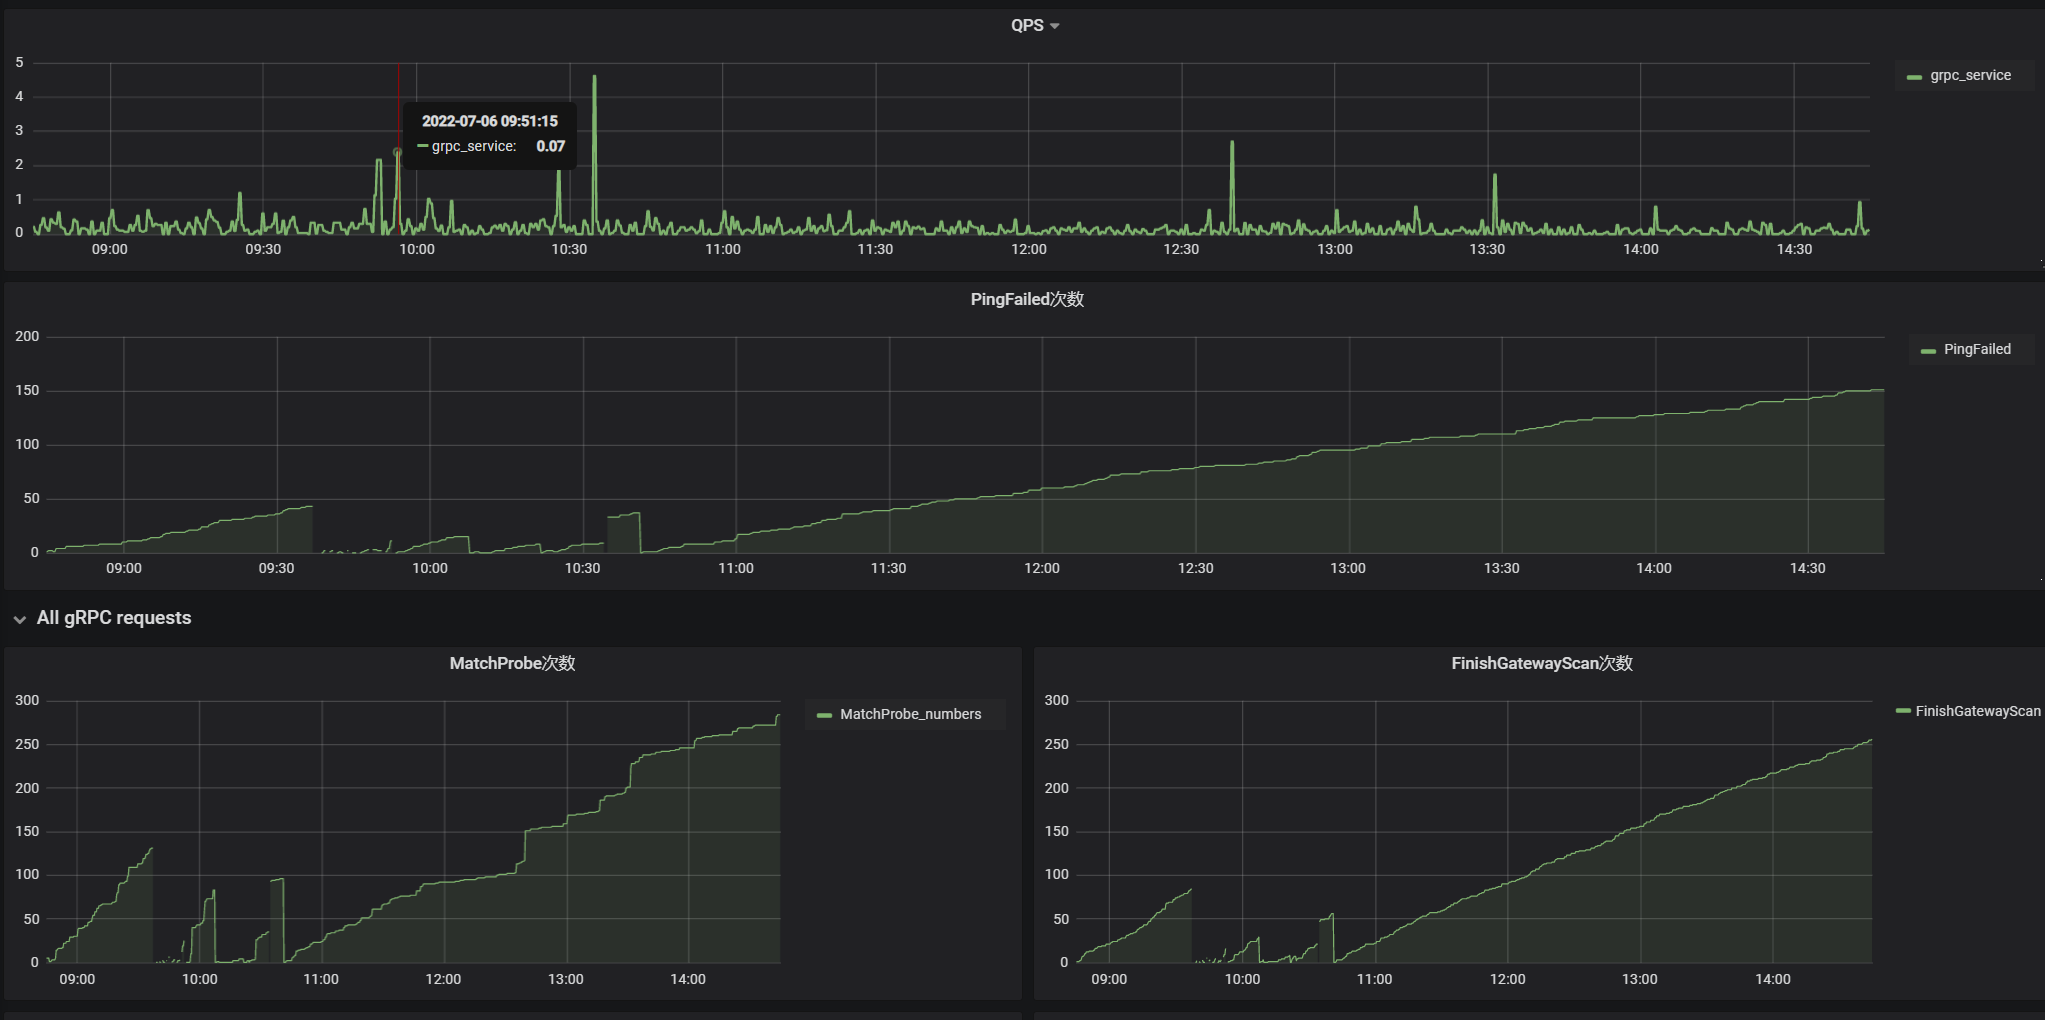 QPS
5
4
3
2
1
0
grpc_service
2022-07-06 09:51:15
grpc_service: 0.07
09:00 09:30 10:00 10:30 11:00 11:30 12:00 12:30 13:00 13:30 14:00 14:30
PingFailed次数
200
150
100
50
0
PingFailed
09:00 09:30 10:00 10:30 11:00 11:30 12:00 12:30 13:00 13:30 14:00 14:30
All gRPC requests
MatchProbe次数
300
250
200
150
100
50
0
MatchProbe_numbers
09:00 10:00 11:00 12:00 13:00 14:00
FinishGatewayScan次数
300
250
200
150
100
50
0
FinishGatewayScan
09:00 10:00 11:00 12:00 13:00 14:00